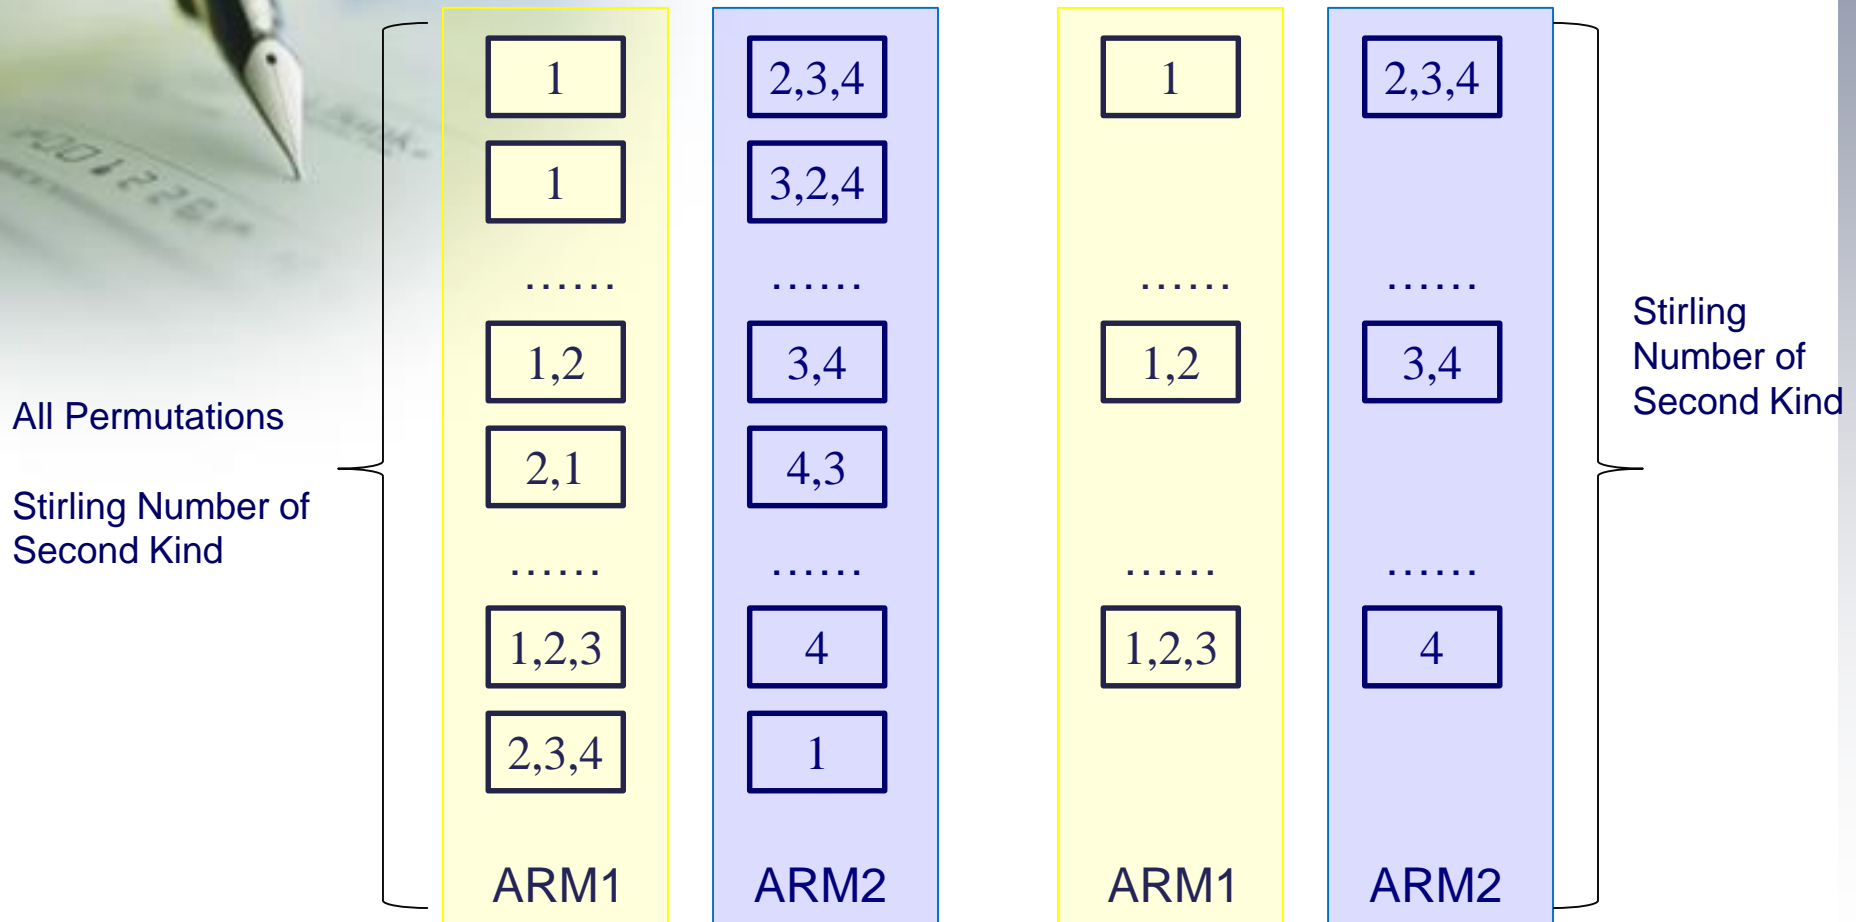 1
2,3,4
1
2,3,4
1
3,2,4
......
......
......
......
1,2
3,4
1,2
3,4
2,1
4,3
......
......
......
......
1,2,3
4
1,2,3
4
2,3,4
1
ARM1
ARM2
ARM1
ARM2
All Permutations
Stirling Number of
Second Kind
Stirling
Number of
Second Kind